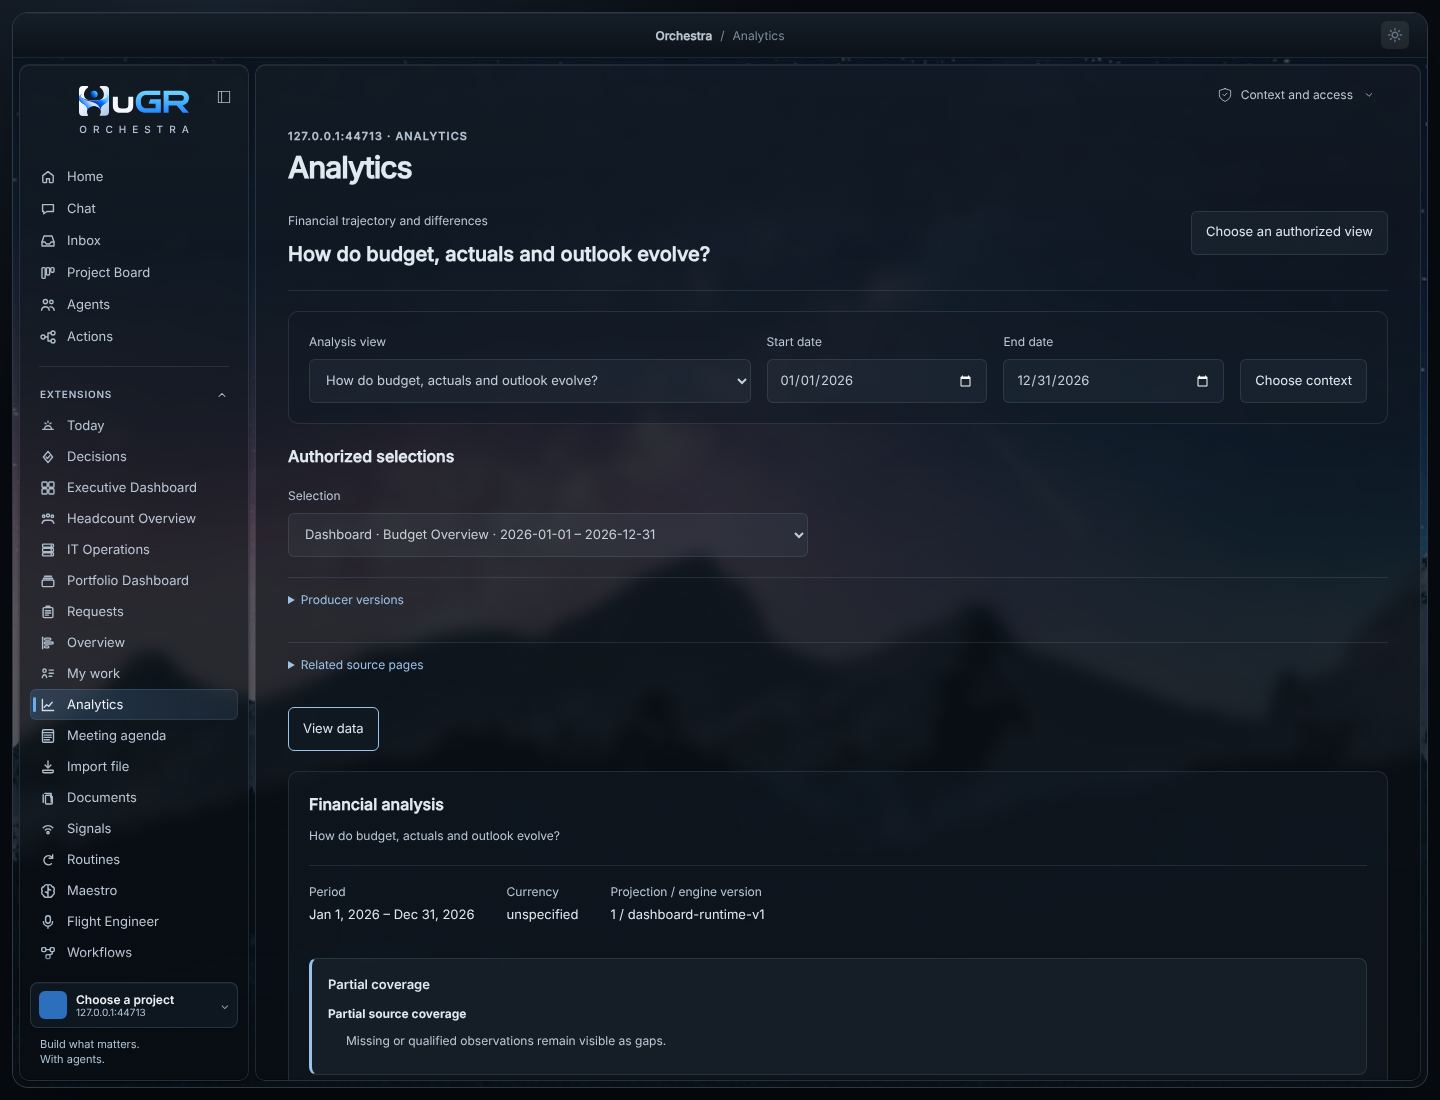 Orchestra / Analytics
HuGR
ORCHESTRA
Home
Chat
Inbox
Project Board
Agents
Actions
EXTENSIONS
Today
Decisions
Executive Dashboard
Headcount Overview
IT Operations
Portfolio Dashboard
Requests
Overview
My work
Analytics
Meeting agenda
Import file
Documents
Signals
Routines
Maestro
Flight Engineer
Workflows
Choose a project
127.0.0.1:44713
Build what matters.
With agents.
Context and access
127.0.0.1:44713 · ANALYTICS
Analytics
Financial trajectory and differences
How do budget, actuals and outlook evolve?
Choose an authorized view
Analysis view
How do budget, actuals and outlook evolve?
Start date
01/01/2026
End date
12/31/2026
Choose context
Authorized selections
Selection
Dashboard · Budget Overview · 2026-01-01 – 2026-12-31
Producer versions
Related source pages
View data
Financial analysis
How do budget, actuals and outlook evolve?
Period
Jan 1, 2026 – Dec 31, 2026
Currency
unspecified
Projection / engine version
1 / dashboard-runtime-v1
Partial coverage
Partial source coverage
Missing or qualified observations remain visible as gaps.